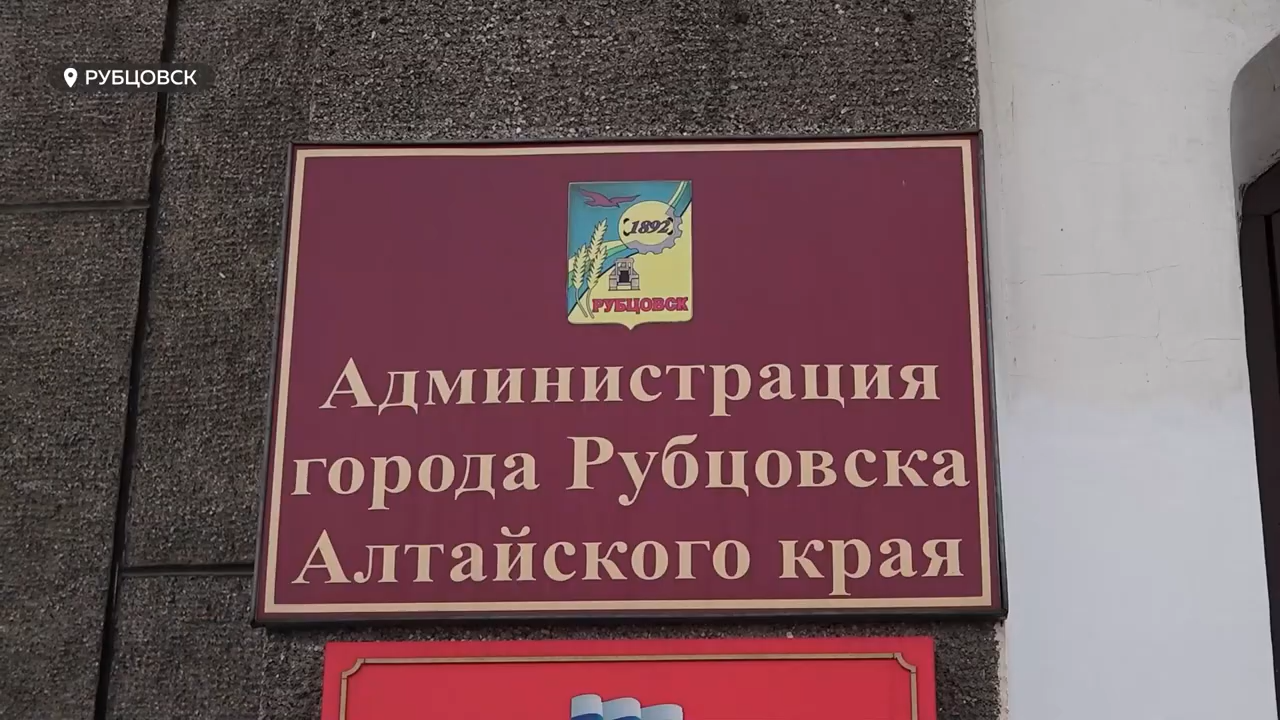 РУБЦОВСК
1892
РУБЦОВСК
Администрация
города Рубцовска
Алтайского края